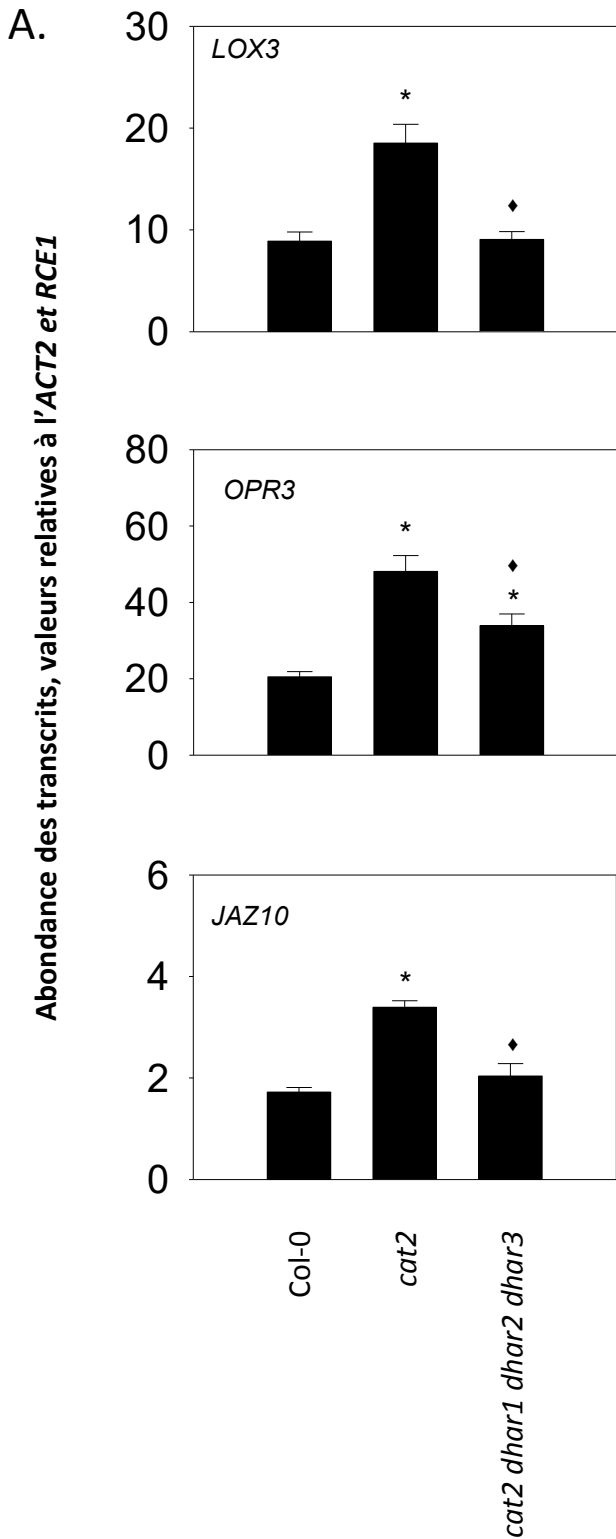 A.
Abondance des transcrits, valeurs relatives à l'ACT2 et RCE1
30
LOX3
*
20
♦
10
0
80
OPR3
60
*
♦
*
40
20
0
6
JAZ10
4
*
♦
2
0
Col-0
cat2
cat2 dhar1 dhar2 dhar3